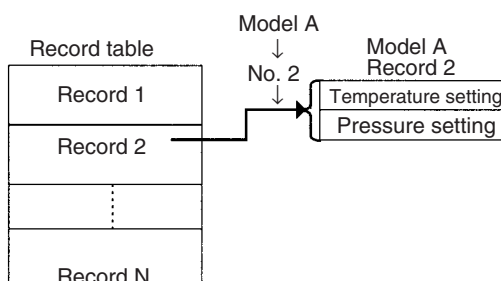 Record table
Record 1
Record 2
Record N
Model A
↓
No. 2
↓
Model A
Record 2
Temperature setting
Pressure setting